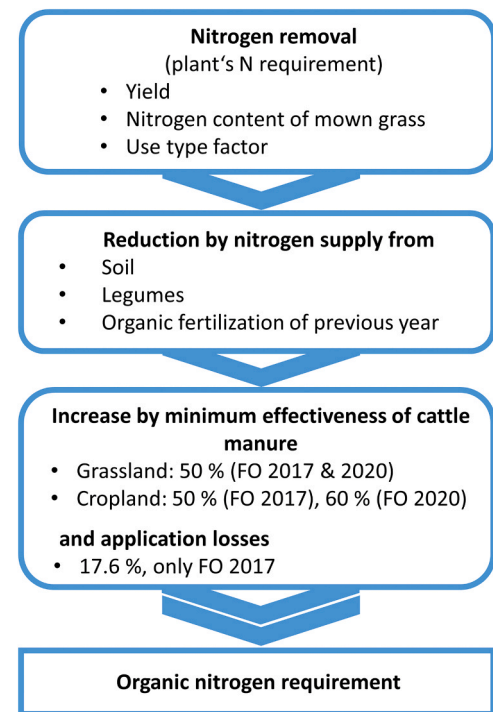 Nitrogen removal
(plant‘s N requirement)
• Yield
• Nitrogen content of mown grass
• Use type factor
Reduction by nitrogen supply from
• Soil
• Legumes
• Organic fertilization of previous year
Increase by minimum effectiveness of cattle
manure
• Grassland: 50 % (FO 2017 & 2020)
• Cropland: 50 % (FO 2017), 60 % (FO 2020)
and application losses
• 17.6 %, only FO 2017
Organic nitrogen requirement